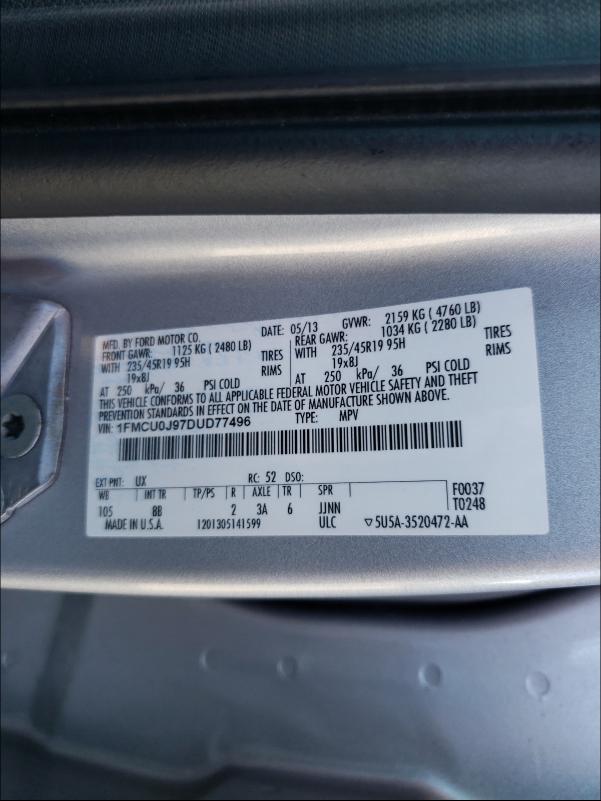 MFD. BY FORD MOTOR CO. DATE: 05/13 GVWR: 2159 KG ( 4760 LB)
FRONT GAWR: 1125 KG ( 2480 LB) REAR GAWR: 1034 KG ( 2280 LB)
WITH 235/45R19 95H TIRES WITH 235/45R19 95H TIRES
19x8J RIMS 19x8J RIMS
AT 250 kPa/ 36 PSI COLD AT 250 kPa/ 36 PSI COLD
THIS VEHICLE CONFORMS TO ALL APPLICABLE FEDERAL MOTOR VEHICLE SAFETY AND THEFT
PREVENTION STANDARDS IN EFFECT ON THE DATE OF MANUFACTURE SHOWN ABOVE.
VIN: 1FMCU0J97DUD77496 TYPE: MPV
EXT PNT: UX RC: 52 DSO:
WB INT TR TP/PS R AXLE TR SPR F0037
105 8B 2 3A 6 JJNN T0248
MADE IN U.S.A. 1201305141599 ULC ▽5U5A-3520472-AA